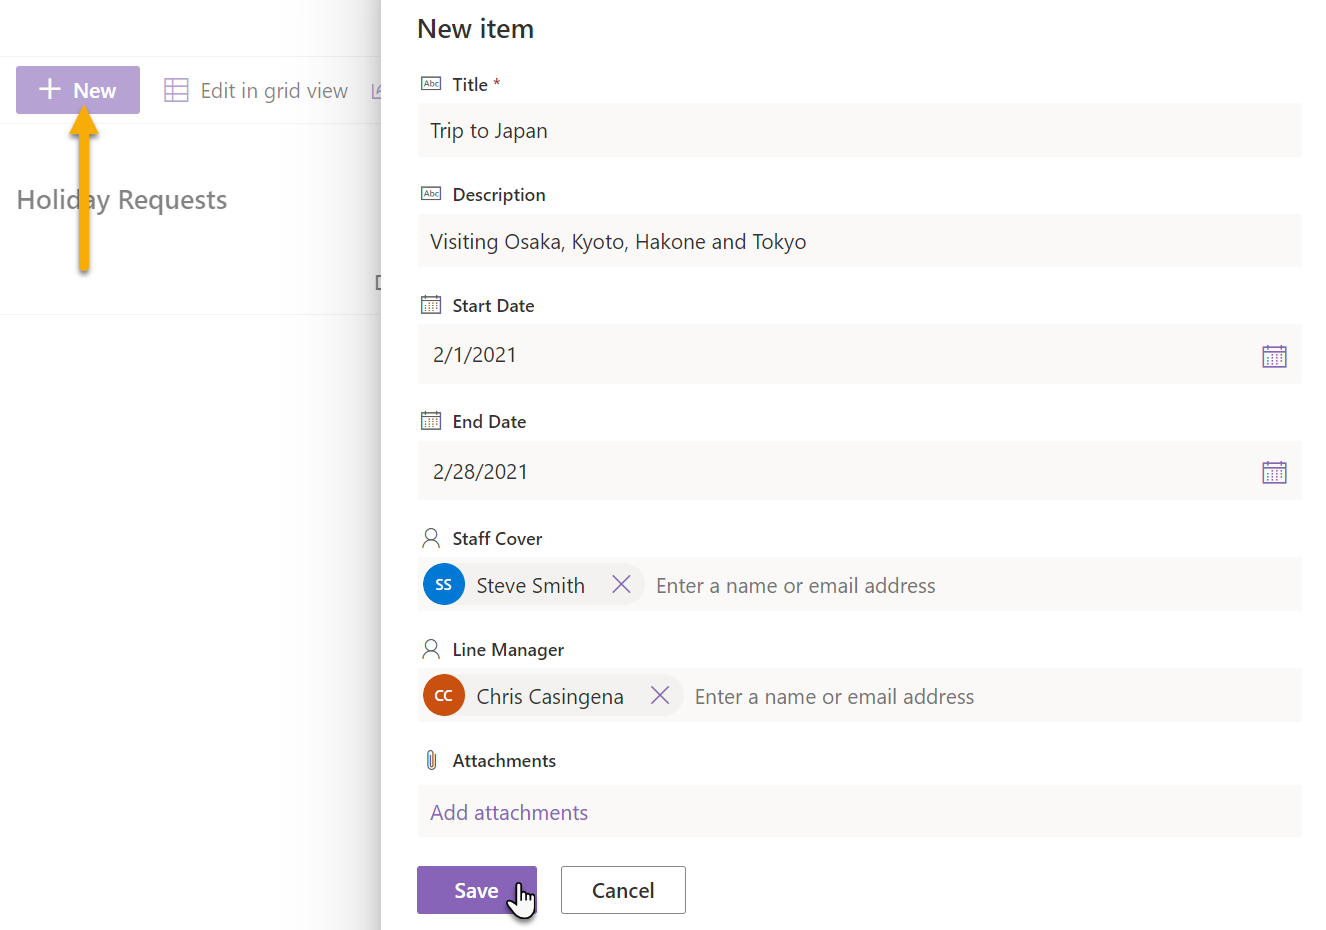 New
Edit in grid view
Holiday Requests
New item
Abc Title *
Trip to Japan
Abc Description
Visiting Osaka, Kyoto, Hakone and Tokyo
Start Date
2/1/2021
End Date
2/28/2021
Staff Cover
SS Steve Smith Enter a name or email address
Line Manager
CC Chris Casingena Enter a name or email address
Attachments
Add attachments
Save Cancel